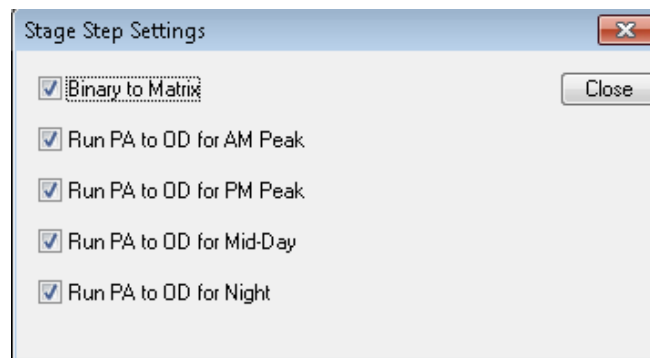 Stage Step Settings
Binary to Matrix
Close
Run PA to OD for AM Peak
Run PA to OD for PM Peak
Run PA to OD for Mid-Day
Run PA to OD for Night